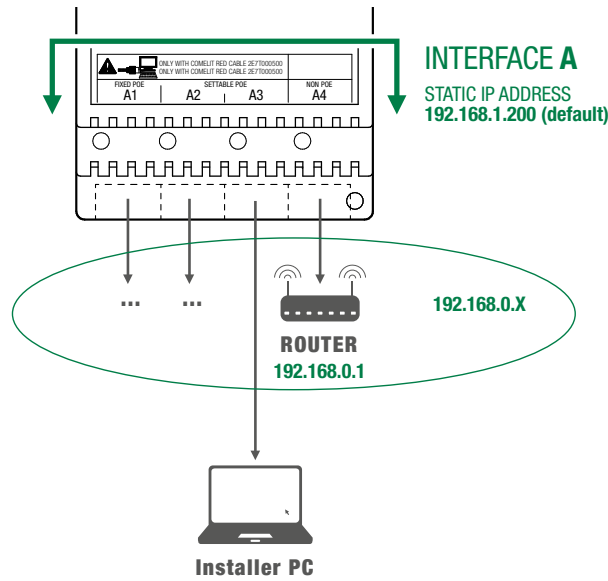 ONLY WITH COMELIT RED CABLE 2E7T000500
ONLY WITH COMELIT RED CABLE 2E7T000500
FIXED POE
SETTABLE POE
NON POE
A1
A2
A3
A4
INTERFACE A
STATIC IP ADDRESS
192.168.1.200 (default)
...
...
192.168.0.X
ROUTER
192.168.0.1
Installer PC